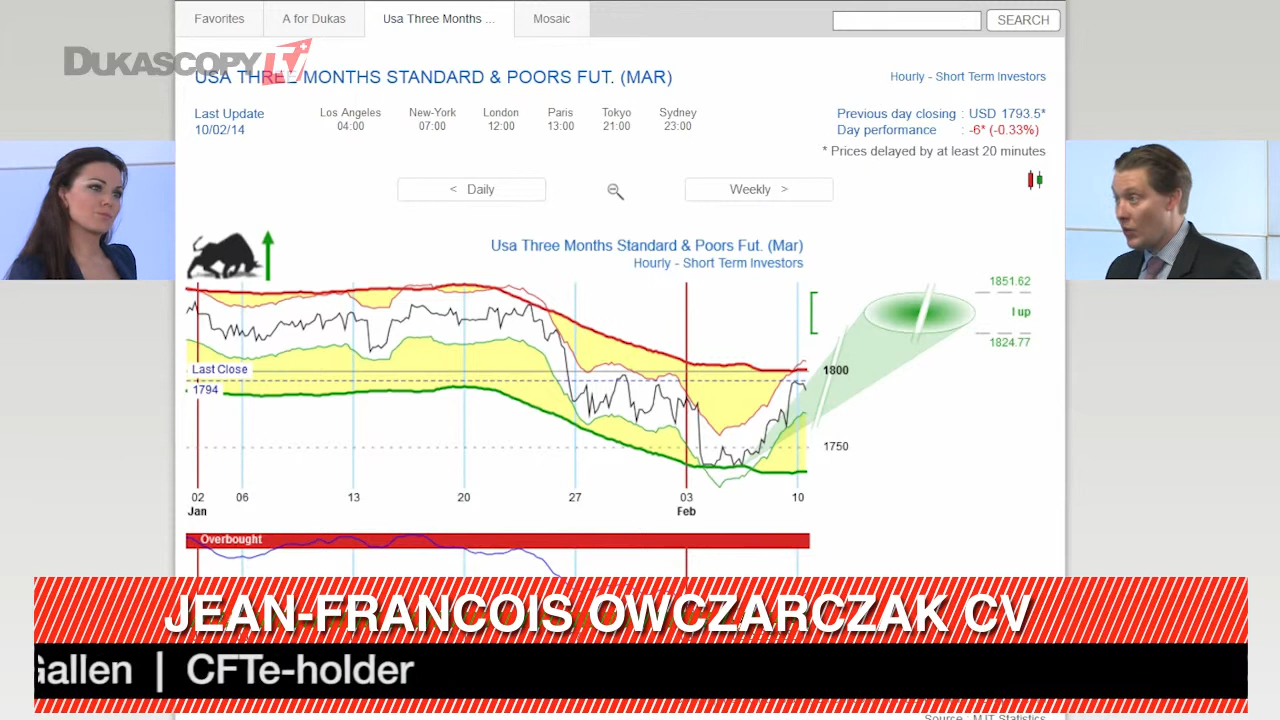 Favorites
A for Dukas
Usa Three Months ...
Mosaic
SEARCH
DUKASCOPY TV
USA THREE MONTHS STANDARD & POORS FUT. (MAR)
Hourly - Short Term Investors
Last Update
10/02/14
Los Angeles
04:00
New-York
07:00
London
12:00
Paris
13:00
Tokyo
21:00
Sydney
23:00
Previous day closing : USD 1793.5*
Day performance : -6* (-0.33%)
* Prices delayed by at least 20 minutes
< Daily
Weekly >
Usa Three Months Standard & Poors Fut. (Mar)
Hourly - Short Term Investors
1851.62
I up
1824.77
Last Close
1794
1800
1750
02
06
13
20
27
03
10
Jan
Feb
Overbought
JEAN-FRANCOIS OWCZARCZAK CV
Gallen | CFTe-holder
Source : MJT Statistics